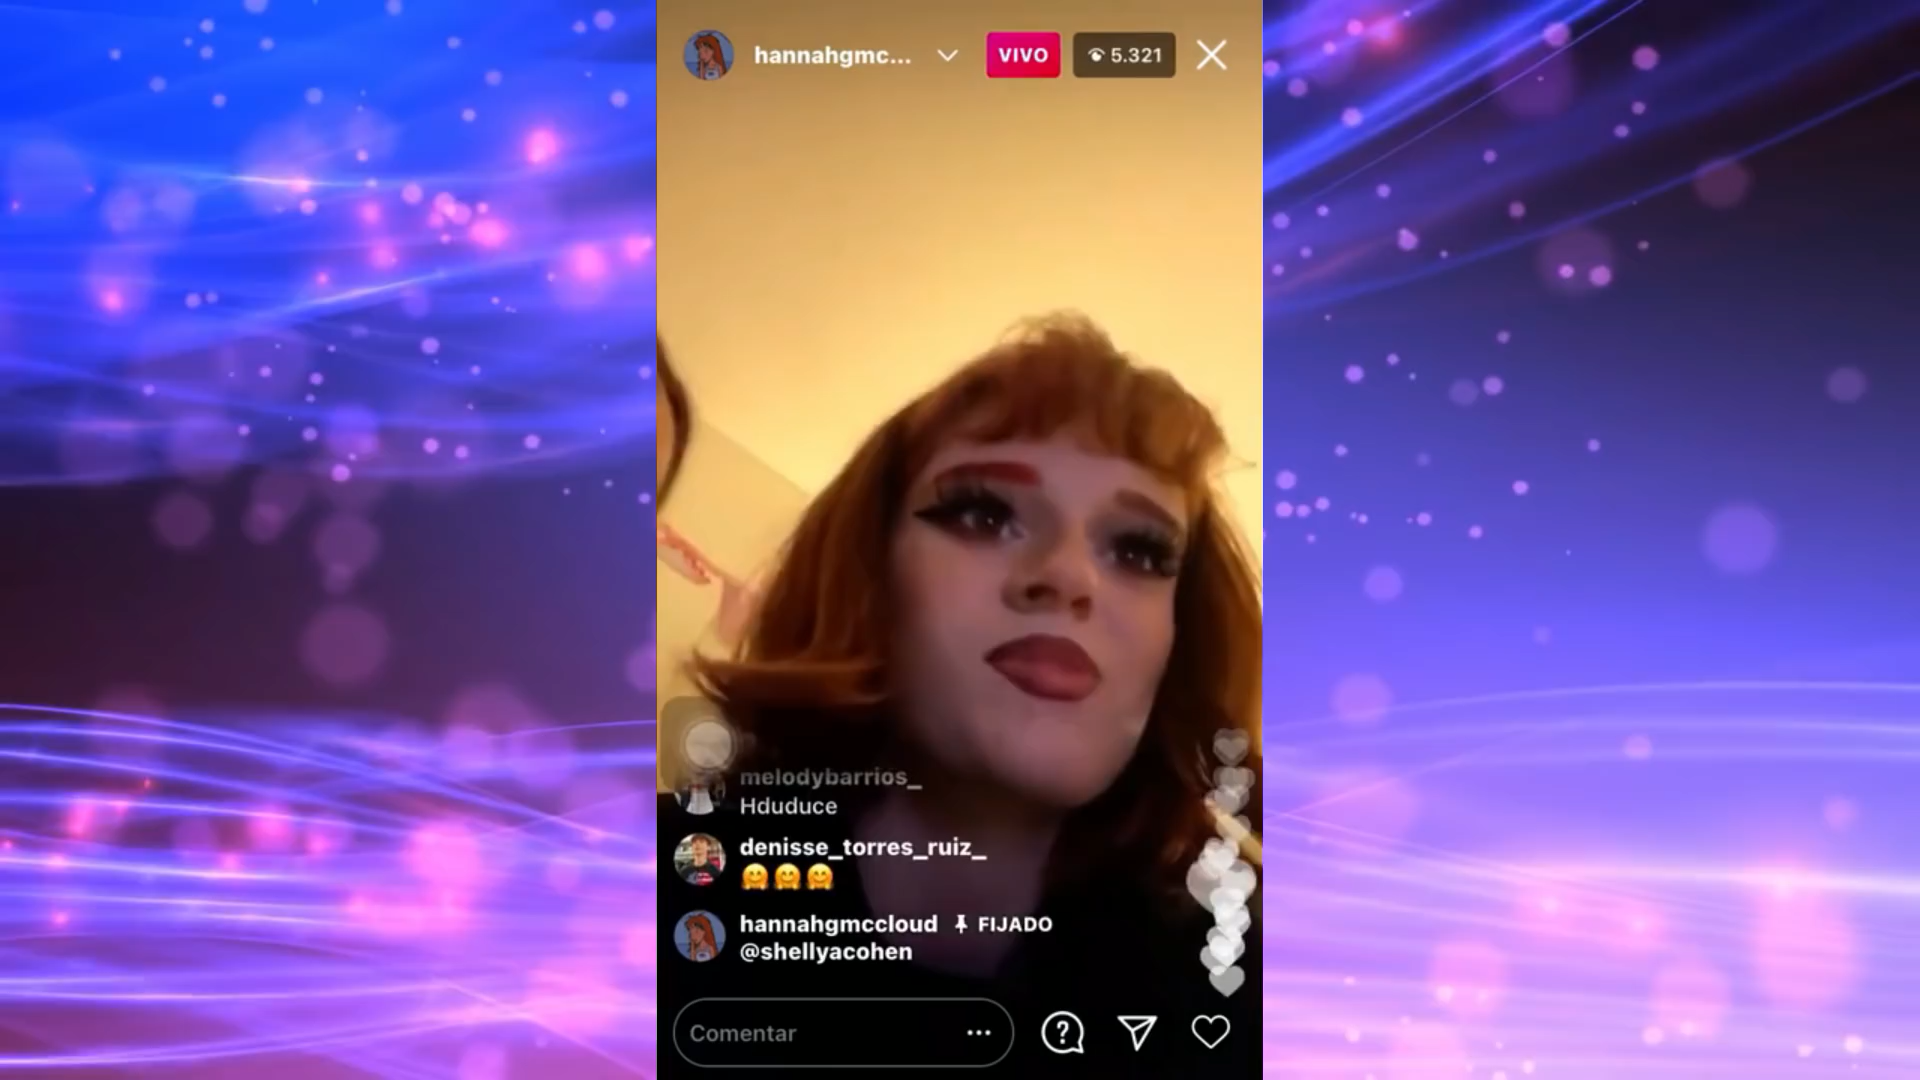 hannahgmc...
VIVO
5.321
melodybarrios_
Hduduce
denisse_torres_ruiz_
🤗🤗🤗
hannahgmccloud FIJADO
@shellyacohen
Comentar